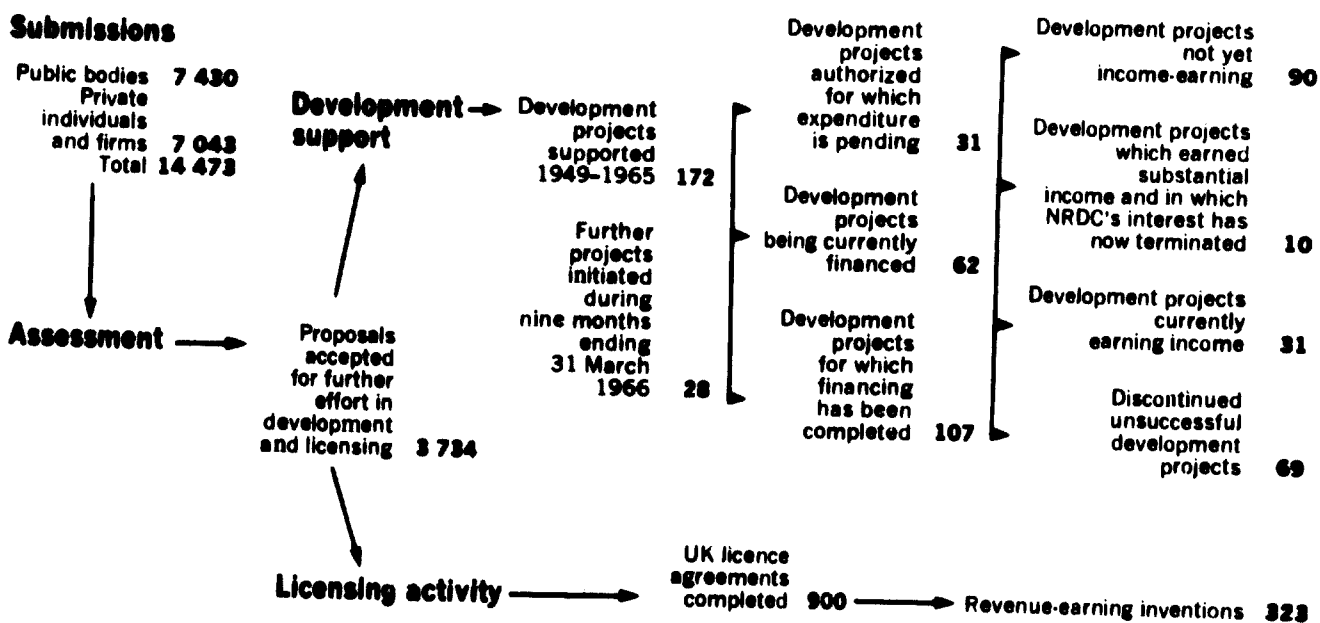 Submissions
Public bodies 7 430
Private
individuals
and firms 7 043
Total 14 473
Assessment
Proposals
accepted
for further
effort in
development
and licensing 3 734
Development
support
Development
projects
supported
1949–1965 172
Further
projects
initiated
during
nine months
ending
31 March
1966 28
Development
projects
authorized
for which
expenditure
is pending 31
Development
projects
being currently
financed 62
Development
projects
for which
financing
has been
completed 107
Development projects
not yet
income-earning 90
Development projects
which earned
substantial
income and in which
NRDC's interest has
now terminated 10
Development projects
currently
earning income 31
Discontinued
unsuccessful
development
projects 69
Licensing activity
UK licence
agreements
completed 900
Revenue-earning inventions 323